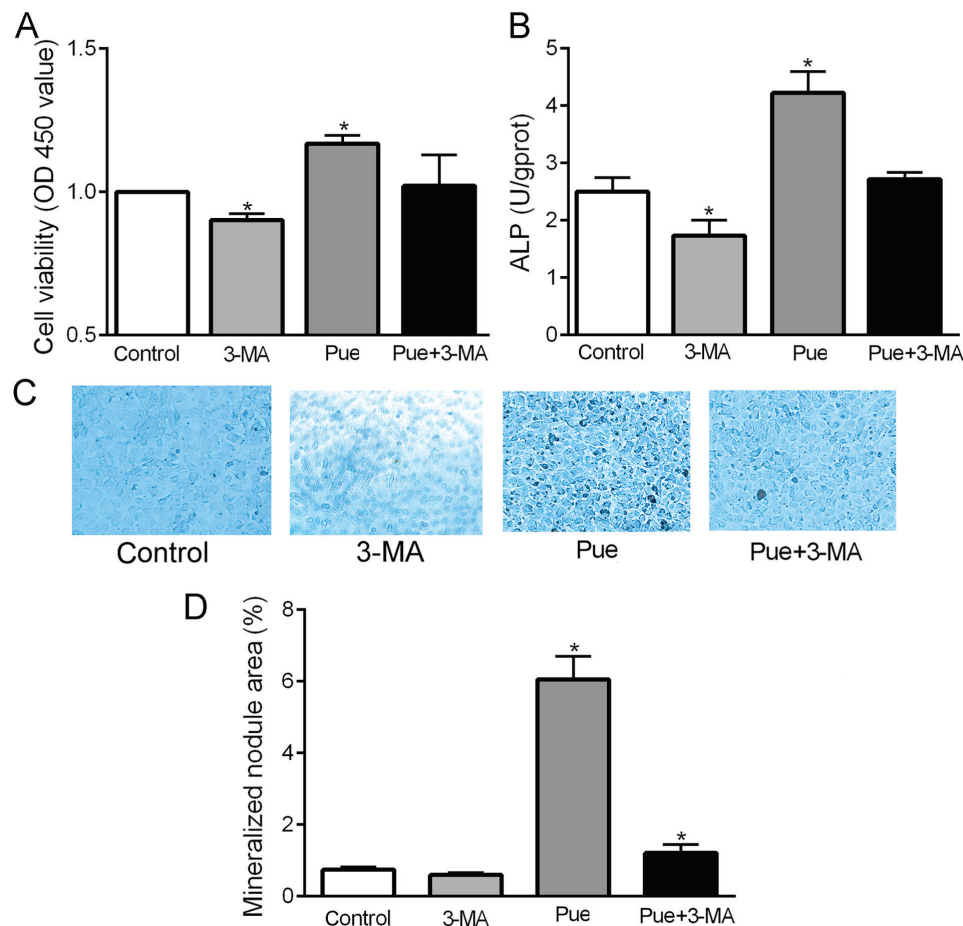 A
Cell viability (OD 450 value)
1.5
1.0
0.5
*
*
Control 3-MA Pue Pue+3-MA
B
ALP (U/gprot)
5
4
3
2
1
0
*
*
Control 3-MA Pue Pue+3-MA
C
Control 3-MA Pue Pue+3-MA
D
Mineralized nodule area (%)
8
6
4
2
0
*
*
Control 3-MA Pue Pue+3-MA